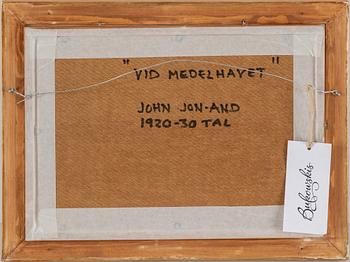 "VID MEDELHAVET"
JOHN JON-AND
1920-30 TAL
Bukowskis